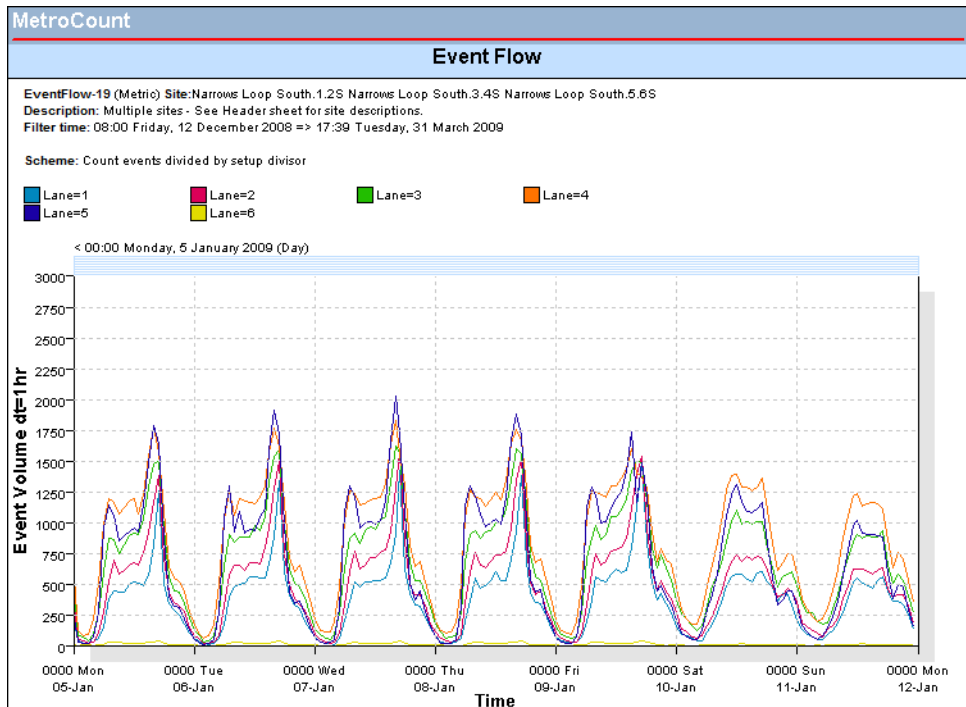 MetroCount
Event Flow
EventFlow-19 (Metric) Site:Narrows Loop South.1.2S Narrows Loop South.3.4S Narrows Loop South.5.6S
Description: Multiple sites - See Header sheet for site descriptions.
Filter time: 08:00 Friday, 12 December 2008 => 17:39 Tuesday, 31 March 2009
Scheme: Count events divided by setup divisor
Lane=1 Lane=2 Lane=3 Lane=4
Lane=5 Lane=6
< 00:00 Monday, 5 January 2009 (Day)
3000
2750
2500
2250
2000
1750
1500
1250
1000
750
500
250
0
Event Volume dt=1hr
0000 Mon 0000 Tue 0000 Wed 0000 Thu 0000 Fri 0000 Sat 0000 Sun 0000 Mon
05-Jan 06-Jan 07-Jan 08-Jan 09-Jan 10-Jan 11-Jan 12-Jan
Time